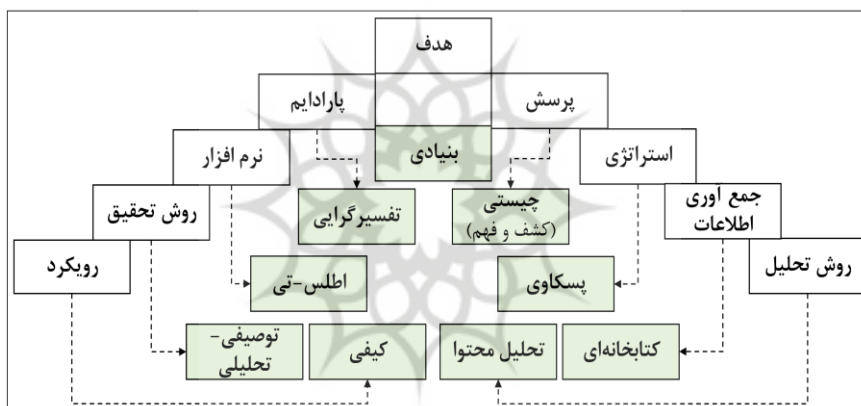 هدف
پرسش
پارادایم
بنیادی
استراتژی
نرم افزار
جمع آوری
اطلاعات
چیستی
(کشف و فهم)
تفسیرگرایی
روش تحقیق
روش تحلیل
پسکاوی
اطلس-تی
رویکرد
کتابخانه‌ای
تحلیل محتوا
کیفی
توصیفی-
تحلیلی